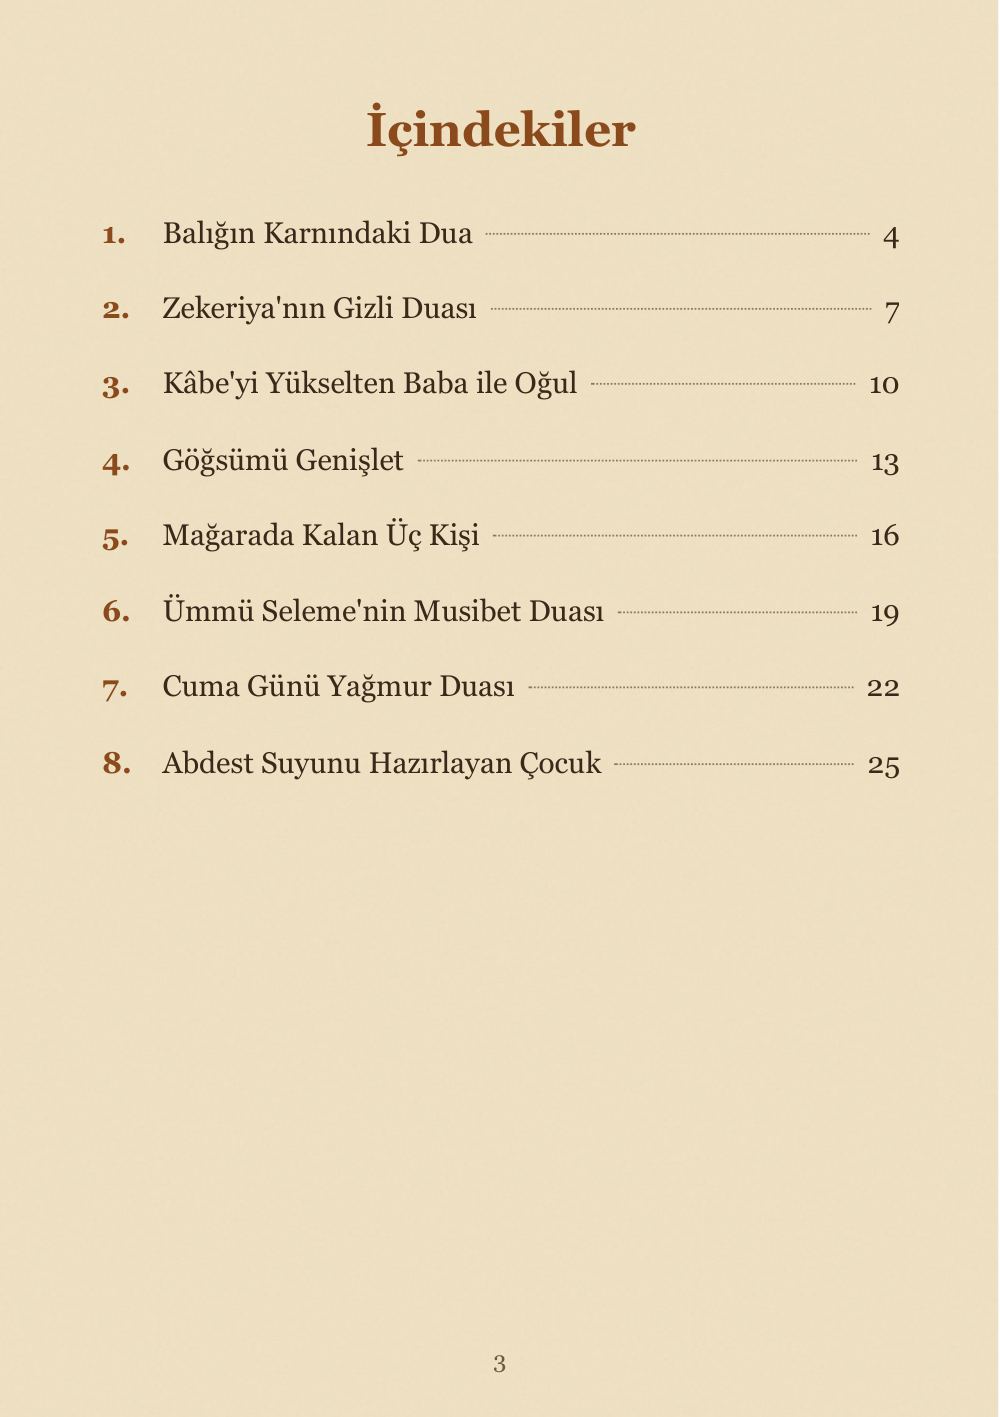 İçindekiler
1. Balığın Karnındaki Dua 4
2. Zekeriya'nın Gizli Duası 7
3. Kâbe'yi Yükselten Baba ile Oğul 10
4. Göğsümü Genişlet 13
5. Mağarada Kalan Üç Kişi 16
6. Ümmü Seleme'nin Musibet Duası 19
7. Cuma Günü Yağmur Duası 22
8. Abdest Suyunu Hazırlayan Çocuk 25
3